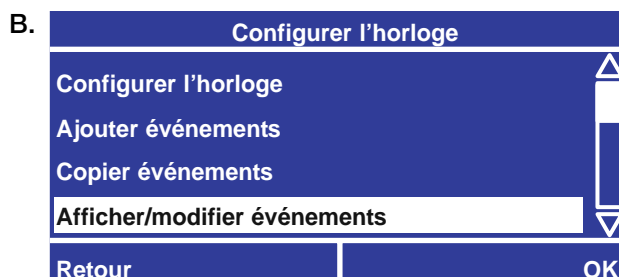 B.
Configurer l'horloge
Configurer l'horloge
Ajouter événements
Copier événements
Afficher/modifier événements
Retour OK